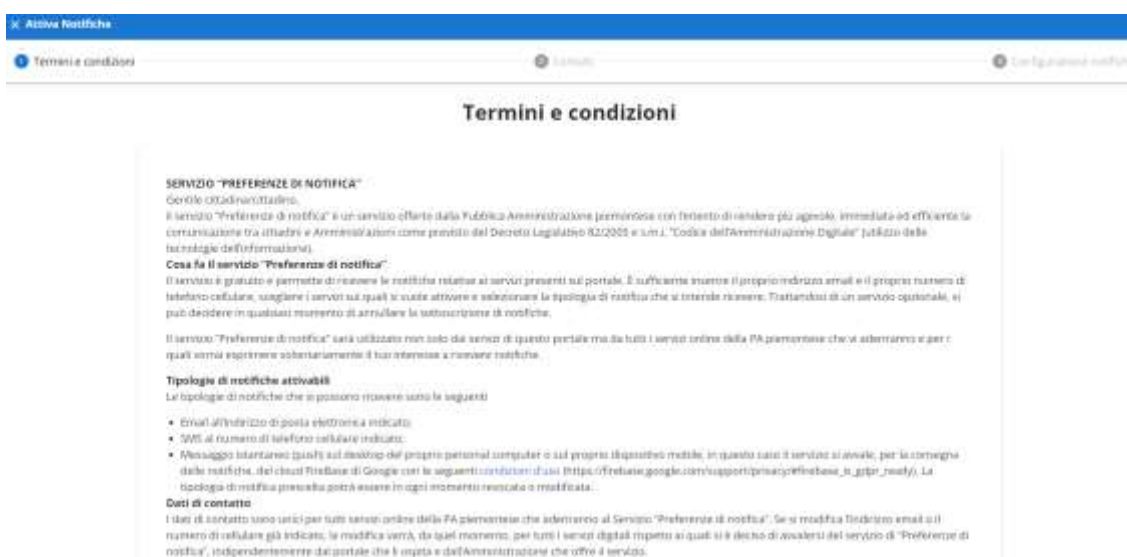 × Attiva Notifiche
1 Termini e condizioni
2 Contatti
3 Configurazione notifiche
Termini e condizioni
SERVIZIO "PREFERENZE DI NOTIFICA"
Gentile cittadina/cittadino,
il servizio "Preferenze di notifica" è un servizio offerto dalla Pubblica Amministrazione piemontese con l'intento di rendere più agevole, immediata ed efficiente la
comunicazione tra cittadini e Amministrazioni come previsto del Decreto Legislativo 82/2005 e s.m.i. "Codice dell'Amministrazione Digitale" (utilizzo delle
tecnologie dell'informazione).
Cosa fa il servizio "Preferenze di notifica"
Il servizio è gratuito e permette di ricevere le notifiche relative ai servizi presenti sul portale. È sufficiente inserire il proprio indirizzo email e il proprio numero di
telefono cellulare, scegliere i servizi sui quali si vuole attivare e selezionare la tipologia di notifica che si intende ricevere. Trattandosi di un servizio opzionale, si
può decidere in qualsiasi momento di annullare la sottoscrizione di notifiche.
Il servizio "Preferenze di notifica" sarà utilizzato non solo dai servizi di questo portale ma da tutti i servizi online della PA piemontese che vi aderiranno e per i
quali vorrai esprimere volontariamente il tuo interesse a ricevere notifiche.
Tipologie di notifiche attivabili
Le tipologie di notifiche che si possono ricevere sono le seguenti
• Email all'indirizzo di posta elettronica indicato;
• SMS al numero di telefono cellulare indicato;
• Messaggo istantaneo (push) sul desktop del proprio personal computer o sul proprio dispositivo mobile, in questo caso il servizio si avvale, per la consegna
delle notifiche, del cloud FireBase di Google con le seguenti condizioni d'uso (https://firebase.google.com/support/privacy/#firebase_is_gdpr_ready). La
tipologia di notifica prescelta potrà essere in ogni momento revocata o modificata.
Dati di contatto
I dati di contatto sono unici per tutti servizi online della PA piemontese che aderiranno al Servizio "Preferenze di notifica". Se si modifica l'indirizzo email o il
numero di cellulare già indicato, la modifica varrà, da quel momento, per tutti i servizi digitali rispetto ai quali si è deciso di avvalersi del servizio di "Preferenze di
notifica", indipendentemente dal portale che li ospita e dall'Amministrazione che offre il servizio.